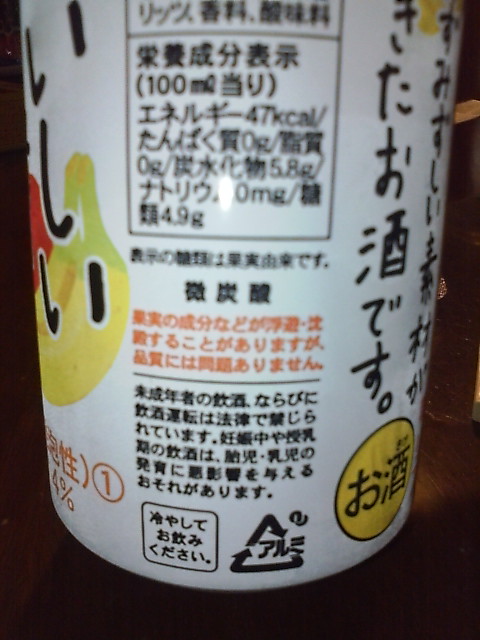 リッツ、香料、酸味料
栄養成分表示
(100㎖当り)
エネルギー47kcal/
たんぱく質0g/脂質
0g/炭水化物5.8g/
ナトリウム 0mg/糖
類4.9g
表示の糖類は果実由来です。
微炭酸
果実の成分などが浮遊・沈
殿することがありますが、
品質には問題ありません。
未成年者の飲酒、ならびに
飲酒運転は法律で禁じら
れています。妊娠中や授乳
期の飲酒は、胎児・乳児の
発育に悪影響を与える
おそれがあります。
冷やして
お飲み
ください。
アルミ
いしい
泡性)①
4%
ずみずしい素材か
きたお酒です。
お酒